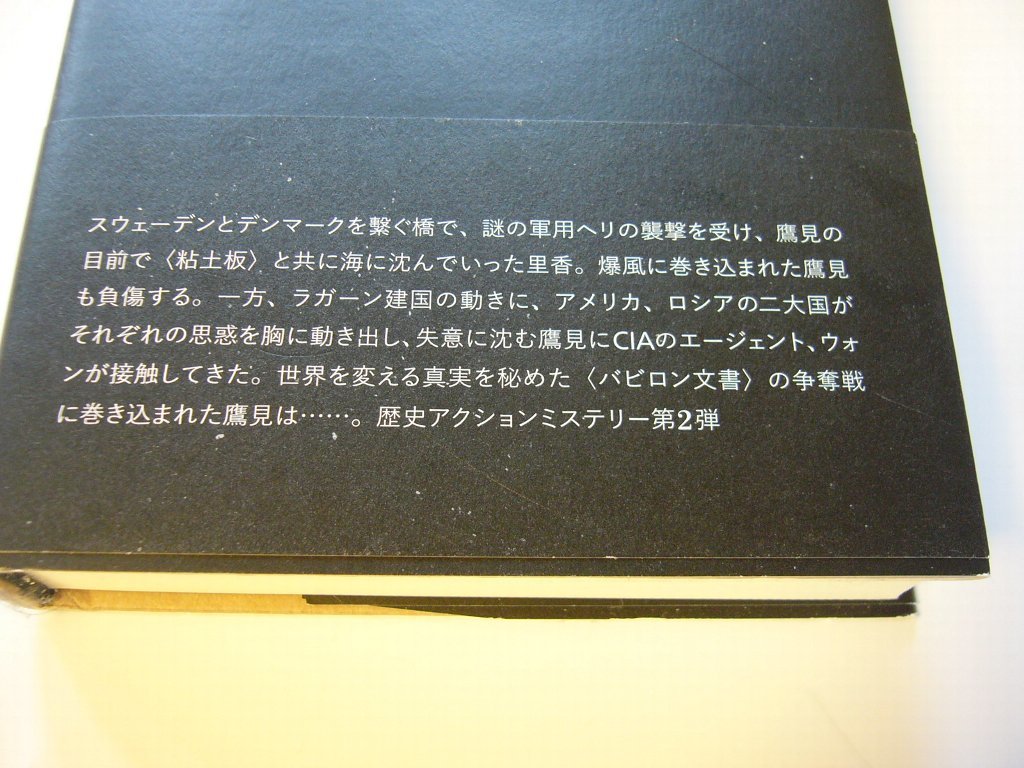 スウェーデンとデンマークを繋ぐ橋で、謎の軍用ヘリの襲撃を受け、鷹見の
目前で〈粘土板〉と共に海に沈んでいった里香。爆風に巻き込まれた鷹見
も負傷する。一方、ラガーン建国の動きに、アメリカ、ロシアの二大国が
それぞれの思惑を胸に動き出し、失意に沈む鷹見にCIAのエージェント、ウォ
ンが接触してきた。世界を変える真実を秘めた〈バビロン文書〉の争奪戦
に巻き込まれた鷹見は……。歴史アクションミステリー第2弾